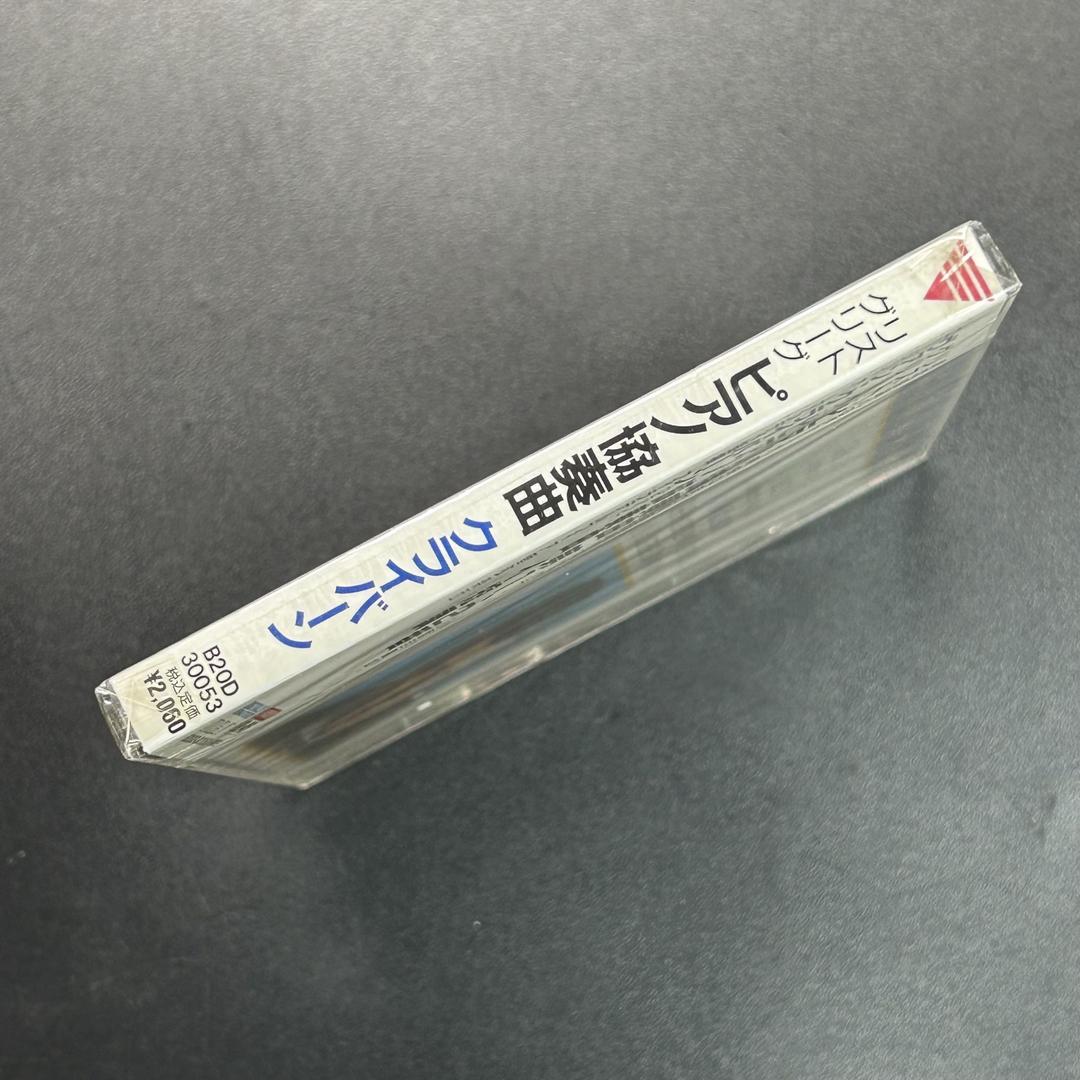 リスト
グリーグ
ピアノ協奏曲 クライバーン
B20D
30053
税込定価
¥2,060